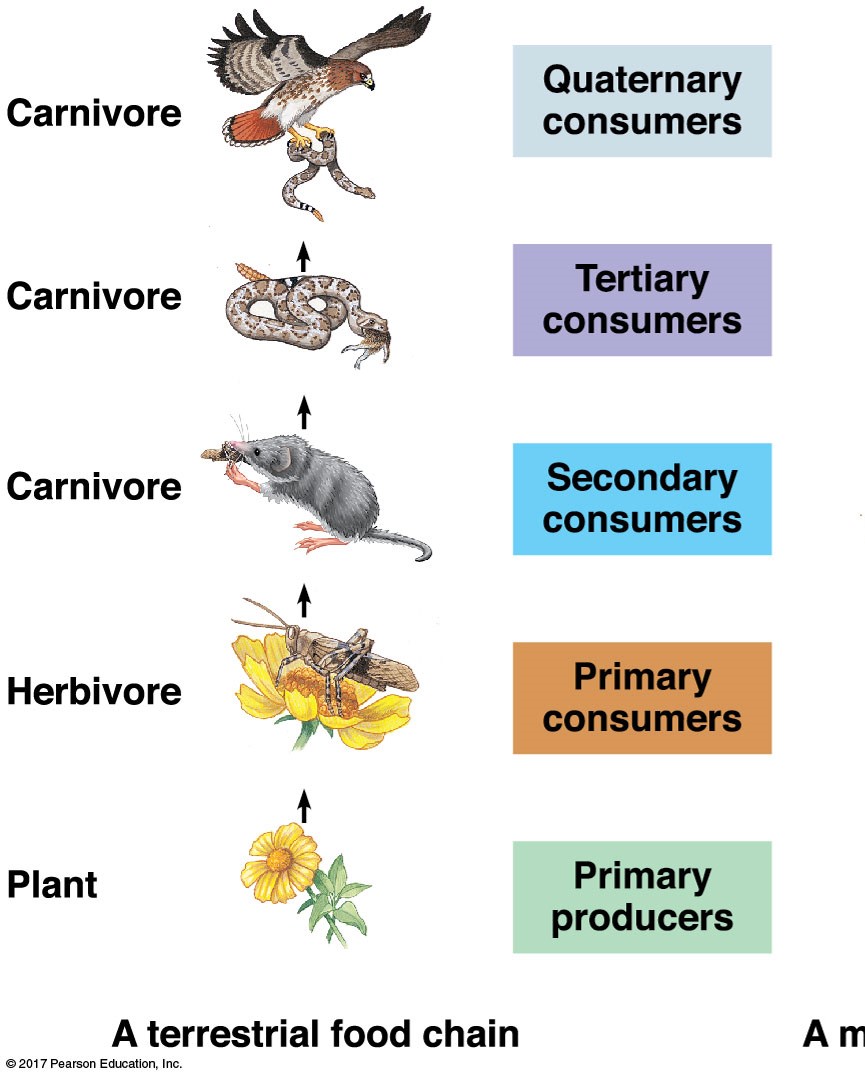 Carnivore
Quaternary
consumers
Carnivore
Tertiary
consumers
Carnivore
Secondary
consumers
Herbivore
Primary
consumers
Plant
Primary
producers
A terrestrial food chain
A m
© 2017 Pearson Education, Inc.